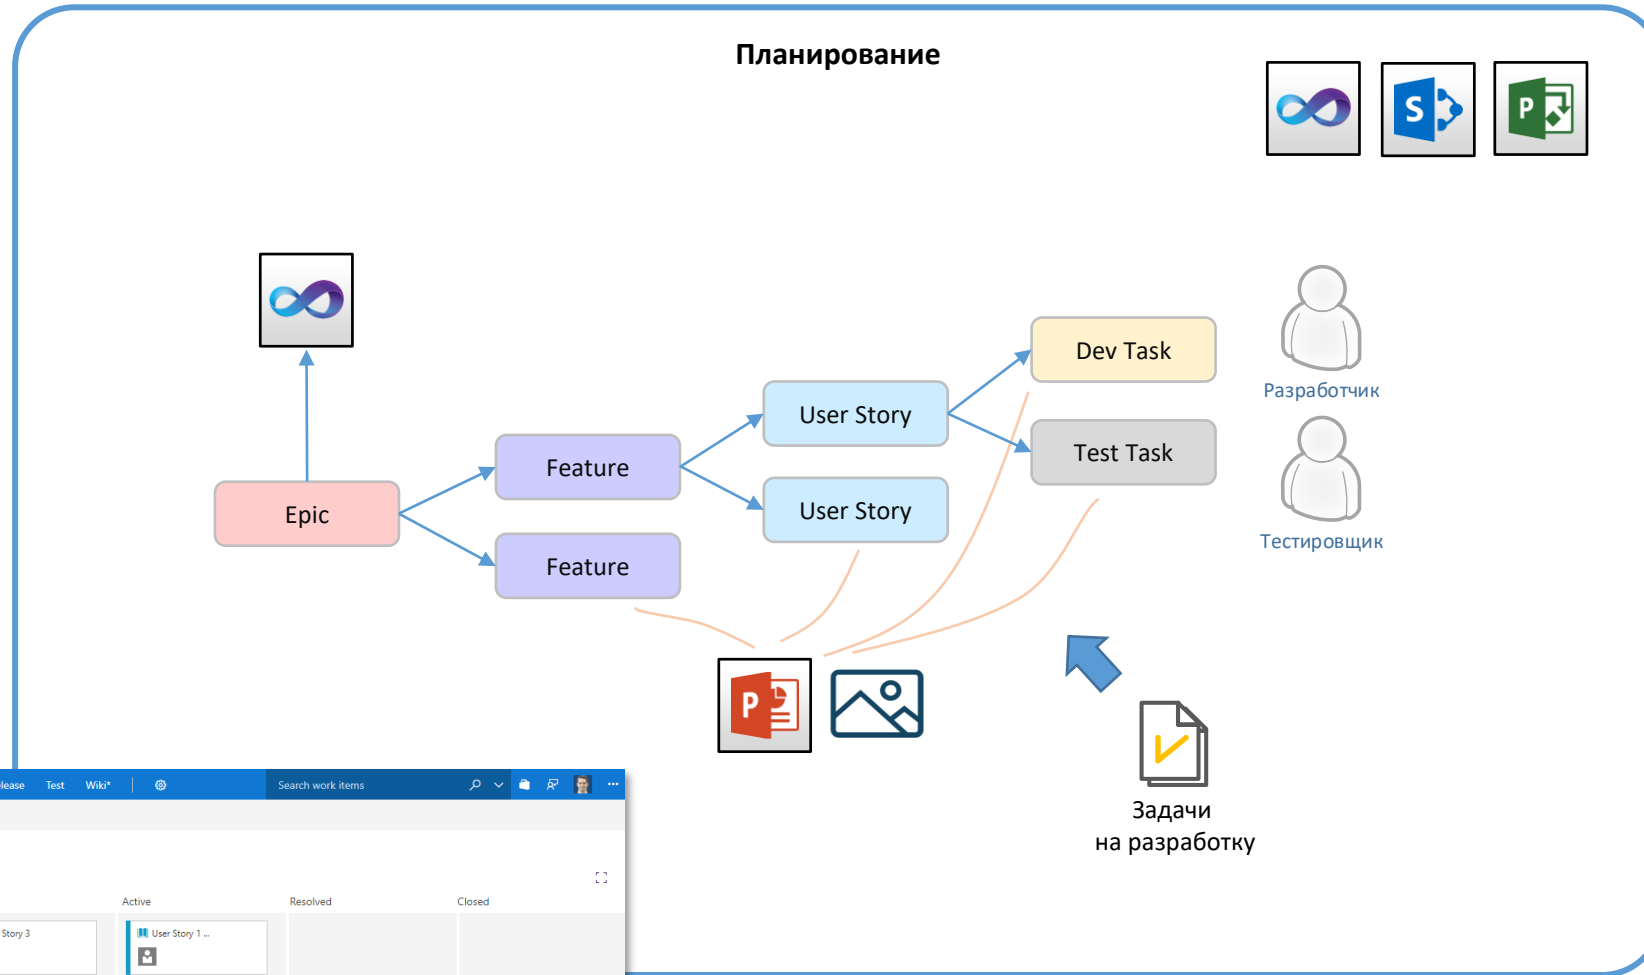 Планирование
S
P
Dev Task
Разработчик
User Story
Feature
Test Task
Epic
User Story
Тестировщик
Feature
P
Задачи
на разработку
Test
Wiki*
Search work items
Active
Resolved
Closed
Story 3
User Story 1 ...